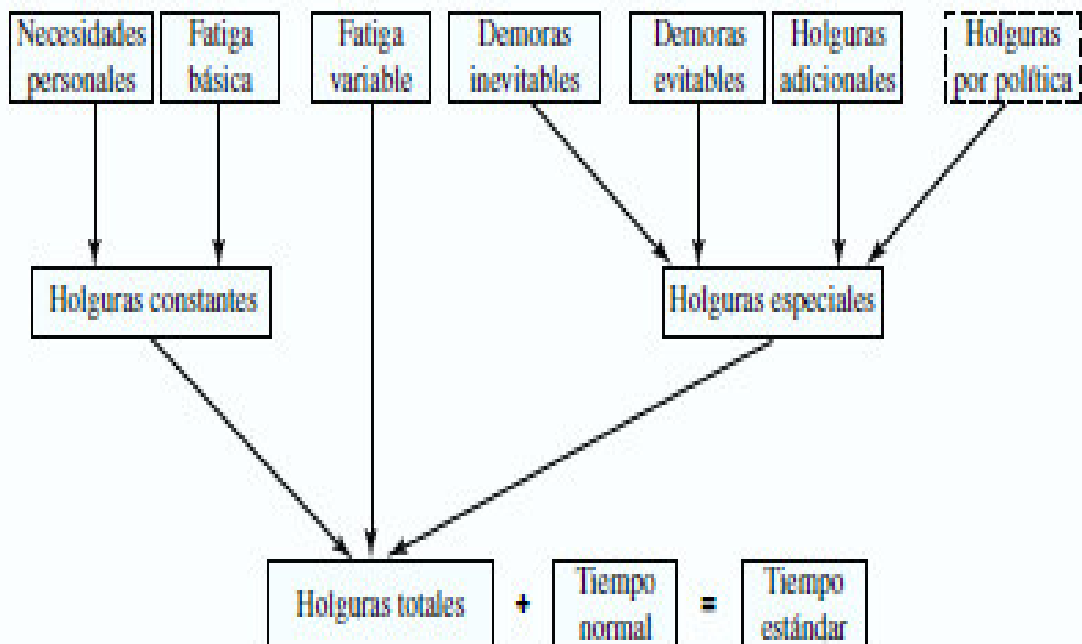 Necesidades
personales
Fatiga
básica
Fatiga
variable
Demoras
inevitables
Demoras
evitables
Holguras
adicionales
Holguras
por política
Holguras constantes
Holguras especiales
Holguras totales
+
Tiempo
normal
=
Tiempo
estándar